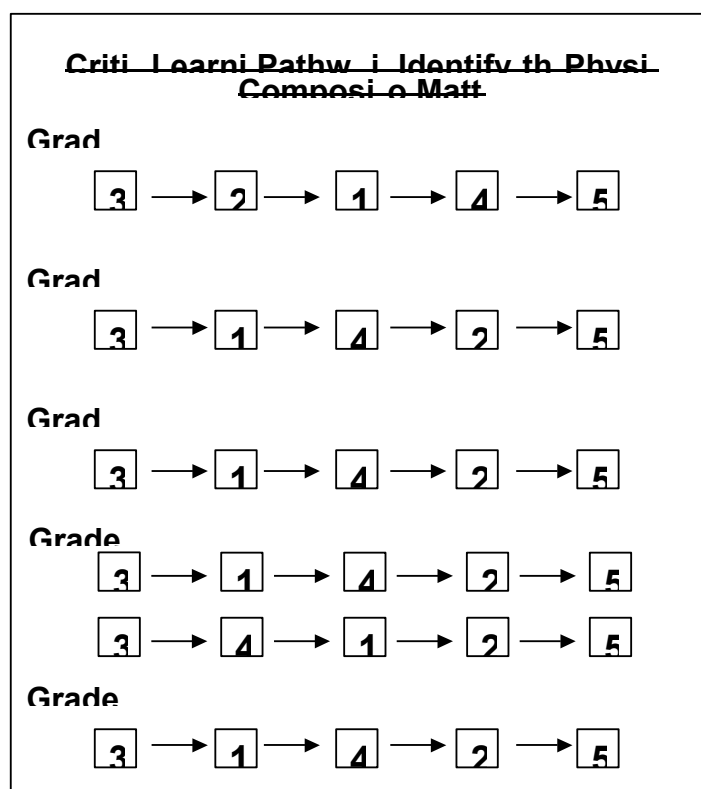 Criti Learni Pathw i Identify th Physi
Composi o Matt
Grad
3 2 1 4 5
Grad
3 1 4 2 5
Grad
3 1 4 2 5
Grade
3 1 4 2 5
3 4 1 2 5
Grade
3 1 4 2 5